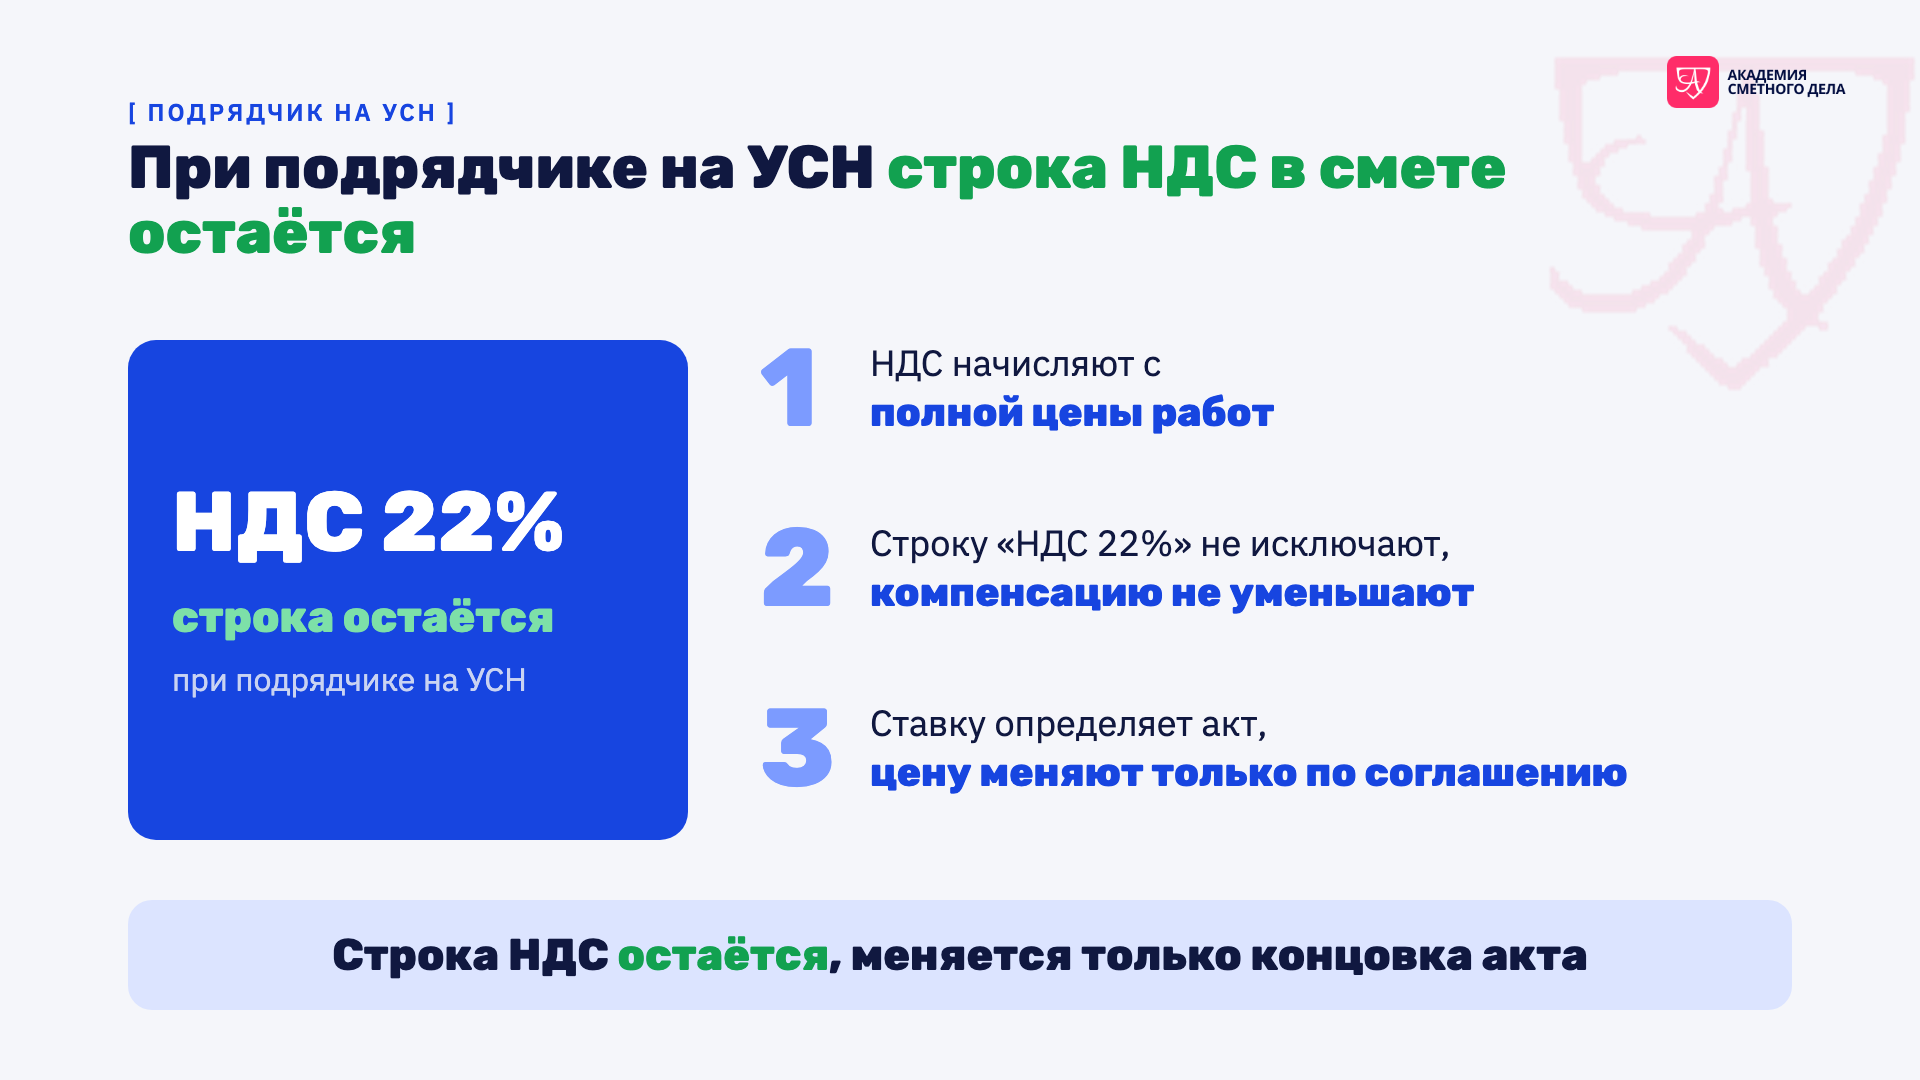 АКАДЕМИЯ
СМЕТНОГО ДЕЛА
[ ПОДРЯДЧИК НА УСН ]
При подрядчике на УСН строка НДС в смете
остаётся
НДС 22%
строка остаётся
при подрядчике на УСН
1
НДС начисляют с
полной цены работ
2
Строку «НДС 22%» не исключают,
компенсацию не уменьшают
3
Ставку определяет акт,
цену меняют только по соглашению
Строка НДС остаётся, меняется только концовка акта